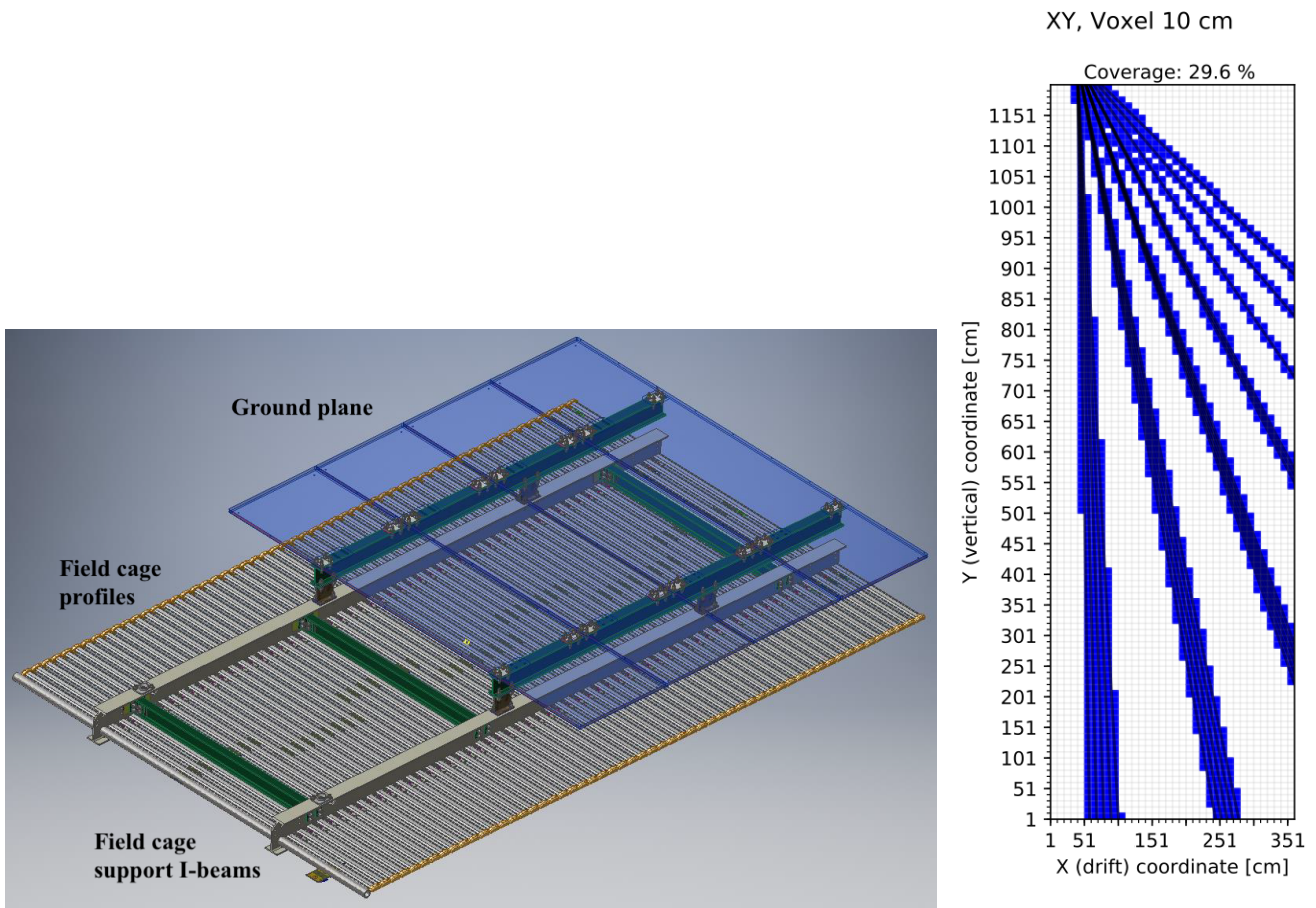 Ground plane
Field cage
profiles
Field cage
support I-beams
XY, Voxel 10 cm
Coverage: 29.6 %
Y (vertical) coordinate [cm]
1151
1101
1051
1001
951
901
851
801
751
701
651
601
551
501
451
401
351
301
251
201
151
101
51
1
1 51 151 251 351
X (drift) coordinate [cm]